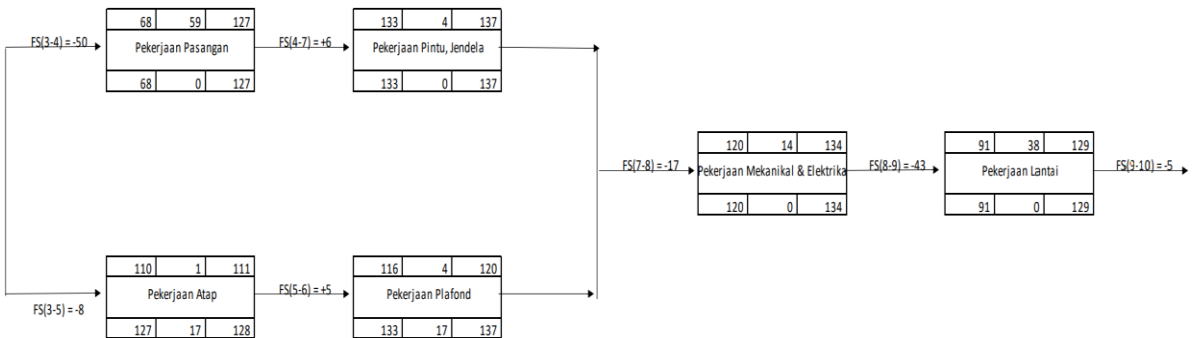 68 59 127
FS(3-4) = -50
Pekerjaan Pasangan
68 0 127
FS(4-7) = +6
133 4 137
Pekerjaan Pintu, Jendela
133 0 137
FS(7-8) = -17
120 14 134
Pekerjaan Mekanikal & Elektrika
120 0 134
FS(8-9) = -43
91 38 129
Pekerjaan Lantai
91 0 129
FS(9-10) = -5
FS(3-5) = -8
110 1 111
Pekerjaan Atap
127 17 128
FS(5-6) = +5
116 4 120
Pekerjaan Plafond
133 17 137